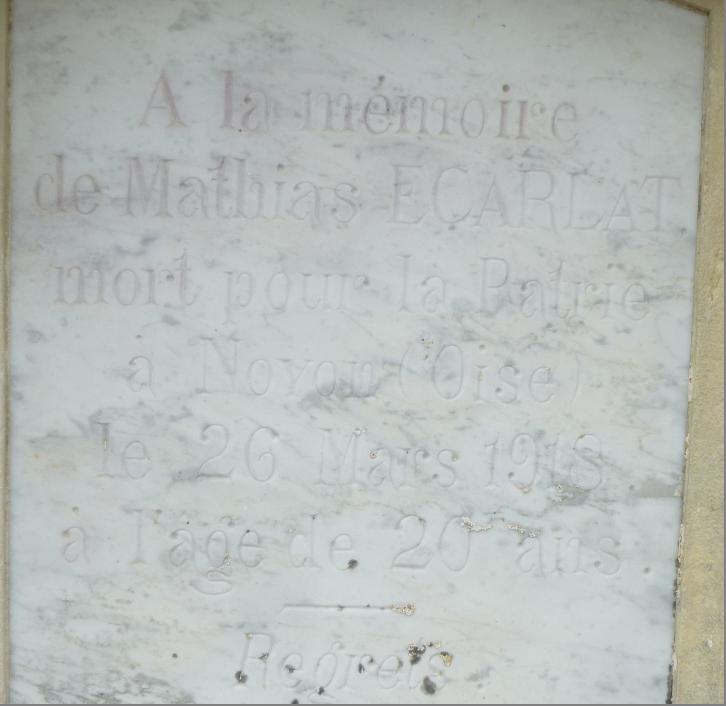 A la mémoire
de Mathias ECARLAT
mort pour la Patrie
à Noyon (Oise)
le 26 Mars 1918
a l'âge de 20 ans.
Regrets.